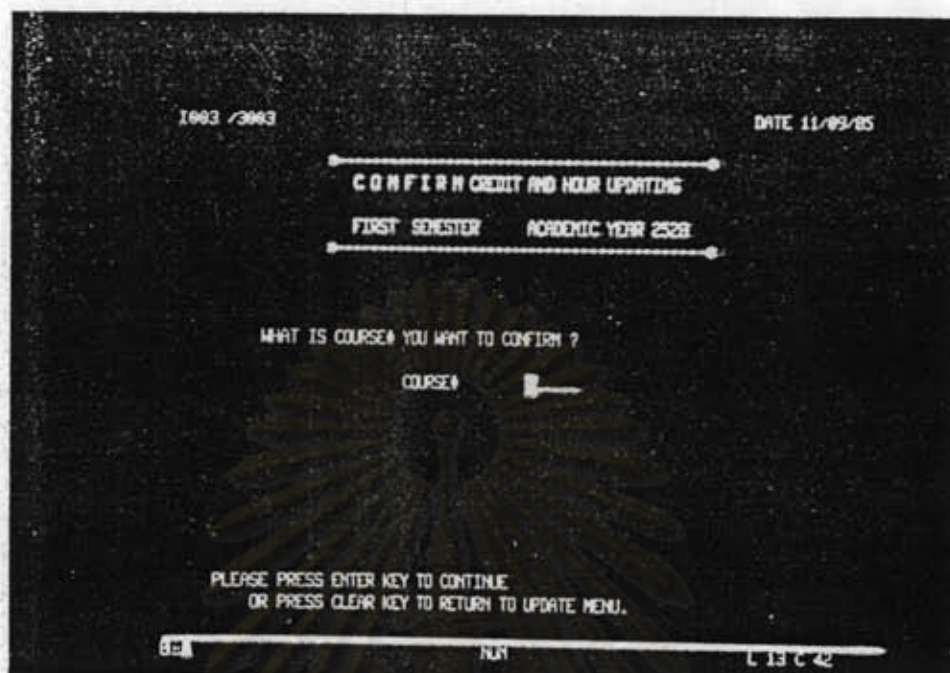 I003 /3003 DATE 11/09/85
C O N F I R M CREDIT AND HOUR UPDATING
FIRST SEMESTER ACADEMIC YEAR 2528
WHAT IS COURSE# YOU WANT TO CONFIRM ?
COURSE#
PLEASE PRESS ENTER KEY TO CONTINUE
OR PRESS CLEAR KEY TO RETURN TO UPDATE MENU.
NUM L 13 C 42